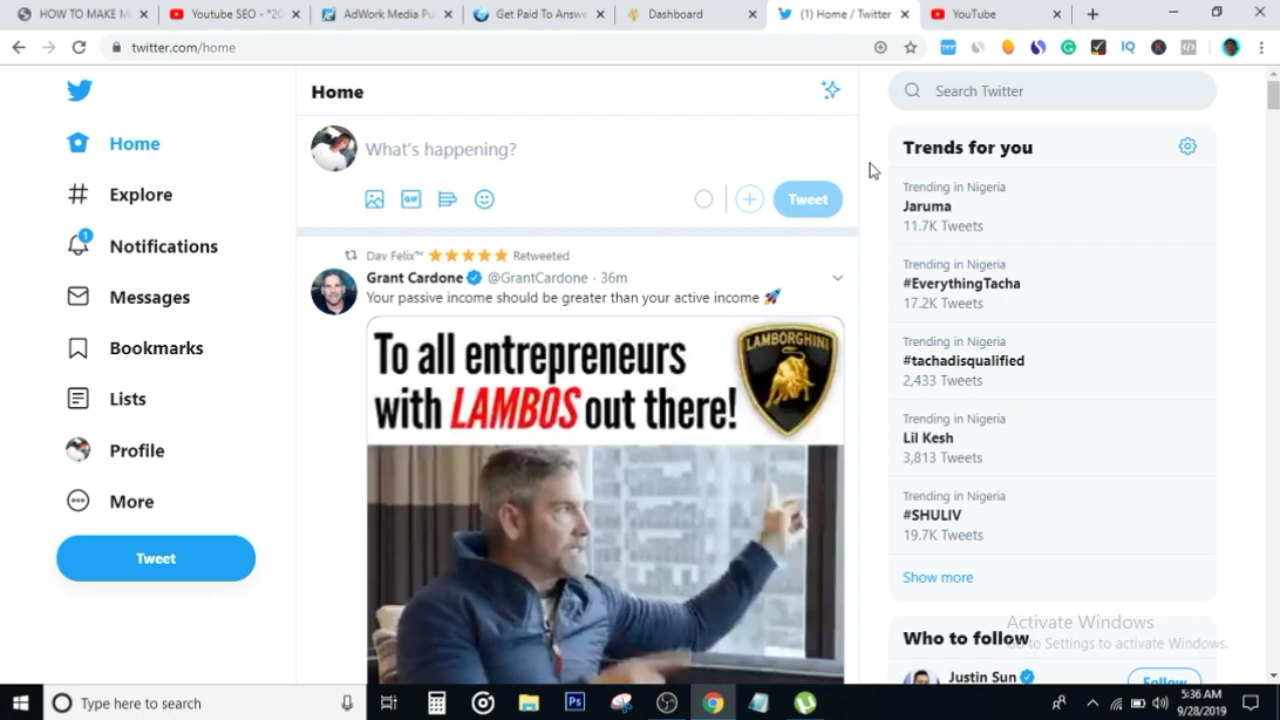 HOW TO MAKE M
Youtube SEO - *20
AdWork Media Pu
Get Paid To Answe
Dashboard
(1) Home / Twitter
YouTube
twitter.com/home
Home
Explore
1
Notifications
Messages
Bookmarks
Lists
Profile
More
Tweet
Home
What's happening?
GIF
Tweet
Dav Felix™ ⭐⭐⭐⭐⭐ Retweeted
Grant Cardone @GrantCardone · 36m
Your passive income should be greater than your active income 🚀
To all entrepreneurs
with LAMBOS out there!
LAMBORGHINI
Search Twitter
Trends for you
Trending in Nigeria
Jaruma
11.7K Tweets
Trending in Nigeria
#EverythingTacha
17.2K Tweets
Trending in Nigeria
#tachadisqualified
2,433 Tweets
Trending in Nigeria
Lil Kesh
3,813 Tweets
Trending in Nigeria
#SHULIV
19.7K Tweets
Show more
Activate Windows
Go to Settings to activate Windows.
Who to follow
Justin Sun
Follow
Type here to search
Ps
5:36 AM
9/28/2019